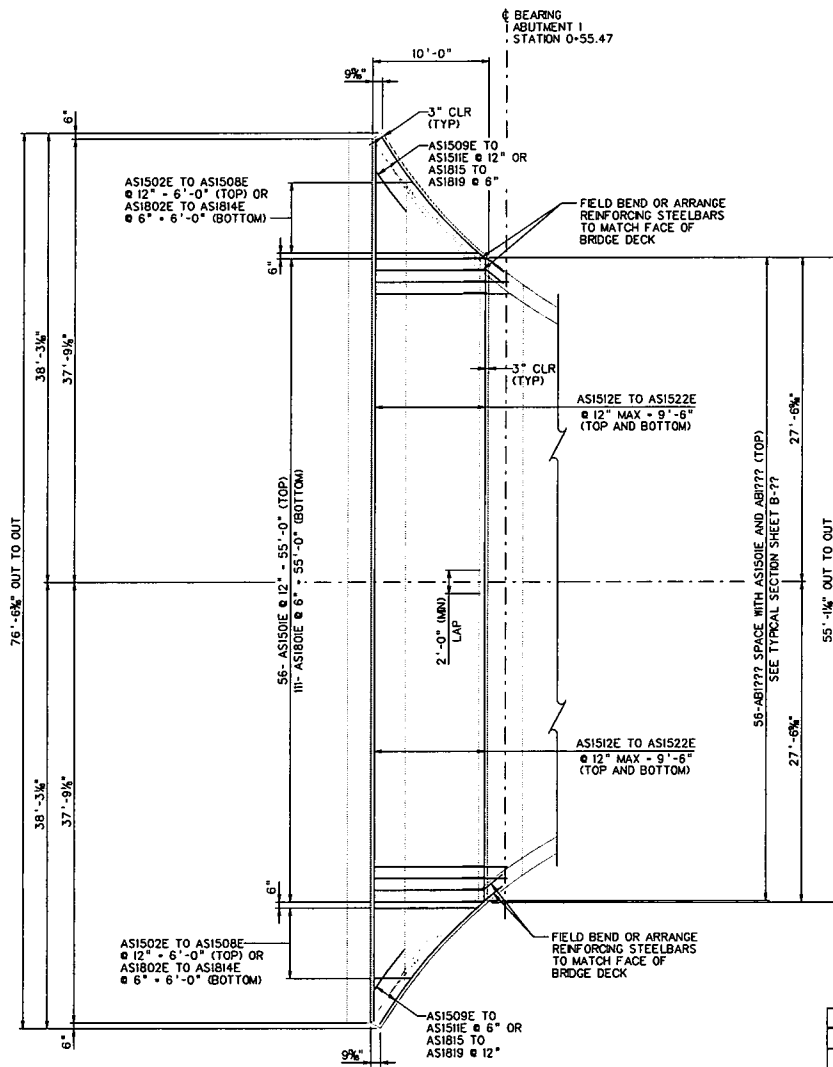 ℄ BEARING
ABUTMENT 1
STATION 0+55.47
10'-0"
9⅝"
6"
3" CLR
(TYP)
AS1509E TO
AS1511E @ 12" OR
AS1815 TO
AS1819 @ 6"
AS1502E TO AS1508E
@ 12" = 6'-0" (TOP) OR
AS1802E TO AS1814E
@ 6" = 6'-0" (BOTTOM)
FIELD BEND OR ARRANGE
REINFORCING STEELBARS
TO MATCH FACE OF
BRIDGE DECK
6"
3" CLR
(TYP)
AS1512E TO AS1522E
@ 12" MAX = 9'-6"
(TOP AND BOTTOM)
76'-6¾" OUT TO OUT
38'-3⅜"
37'-9⅜"
56- AS1501E @ 12" = 55'-0" (TOP)
111- AS1801E @ 6" = 55'-0" (BOTTOM)
2'-0" (MIN)
LAP
56-AB1??? SPACE WITH AS1501E AND AB1??? (TOP)
SEE TYPICAL SECTION SHEET B-??
27'-6⅝"
55'-1¼" OUT TO OUT
27'-6⅝"
38'-3⅜"
37'-9⅜"
AS1512E TO AS1522E
@ 12" MAX = 9'-6"
(TOP AND BOTTOM)
6"
AS1502E TO AS1508E
@ 12" = 6'-0" (TOP) OR
AS1802E TO AS1814E
@ 6" = 6'-0" (BOTTOM)
FIELD BEND OR ARRANGE
REINFORCING STEELBARS
TO MATCH FACE OF
BRIDGE DECK
AS1509E TO
AS1511E @ 6" OR
AS1815 TO
AS1819 @ 12"
6"
9⅝"